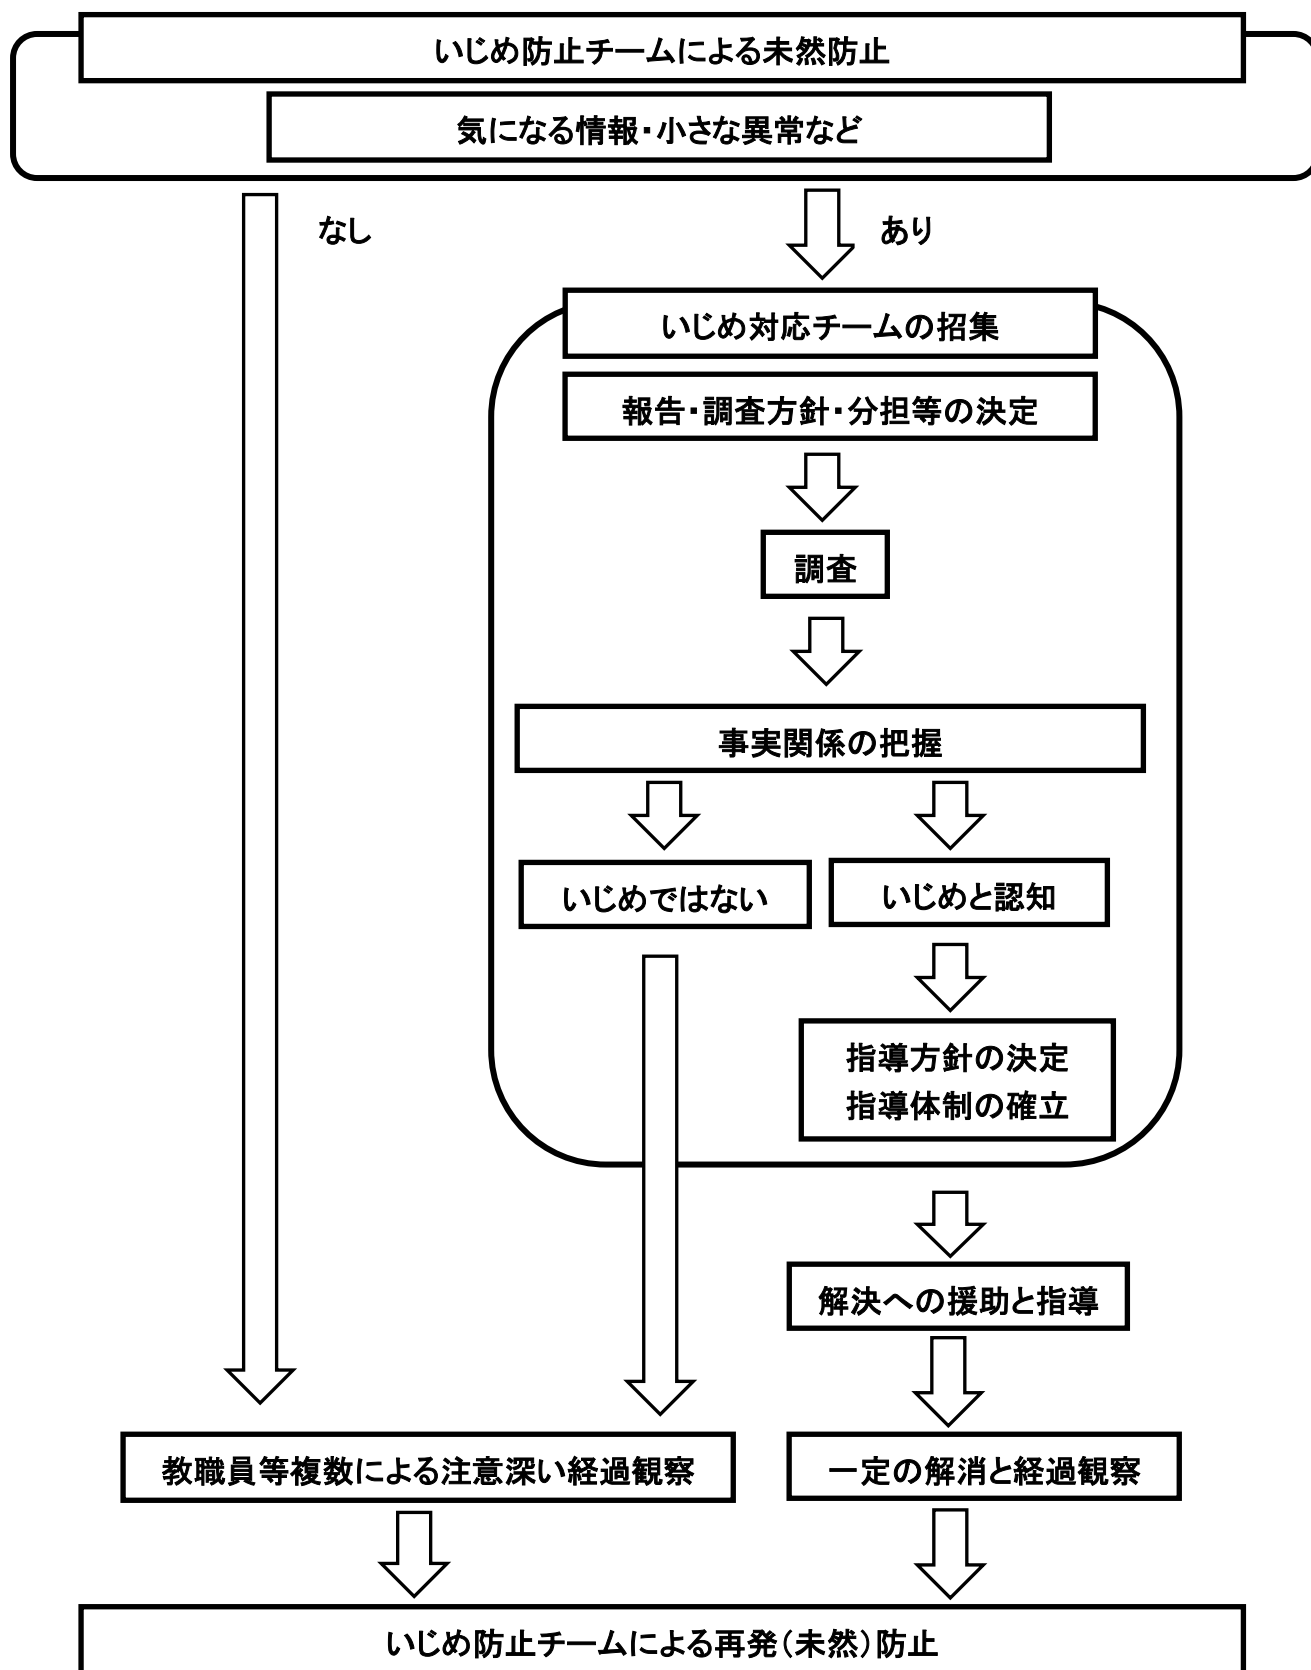 いじめ防止チームによる未然防止
気になる情報・小さな異常など
なし
あり
いじめ対応チームの招集
報告・調査方針・分担等の決定
調査
事実関係の把握
いじめではない
いじめと認知
指導方針の決定
指導体制の確立
解決への援助と指導
教職員等複数による注意深い経過観察
一定の解消と経過観察
いじめ防止チームによる再発(未然)防止